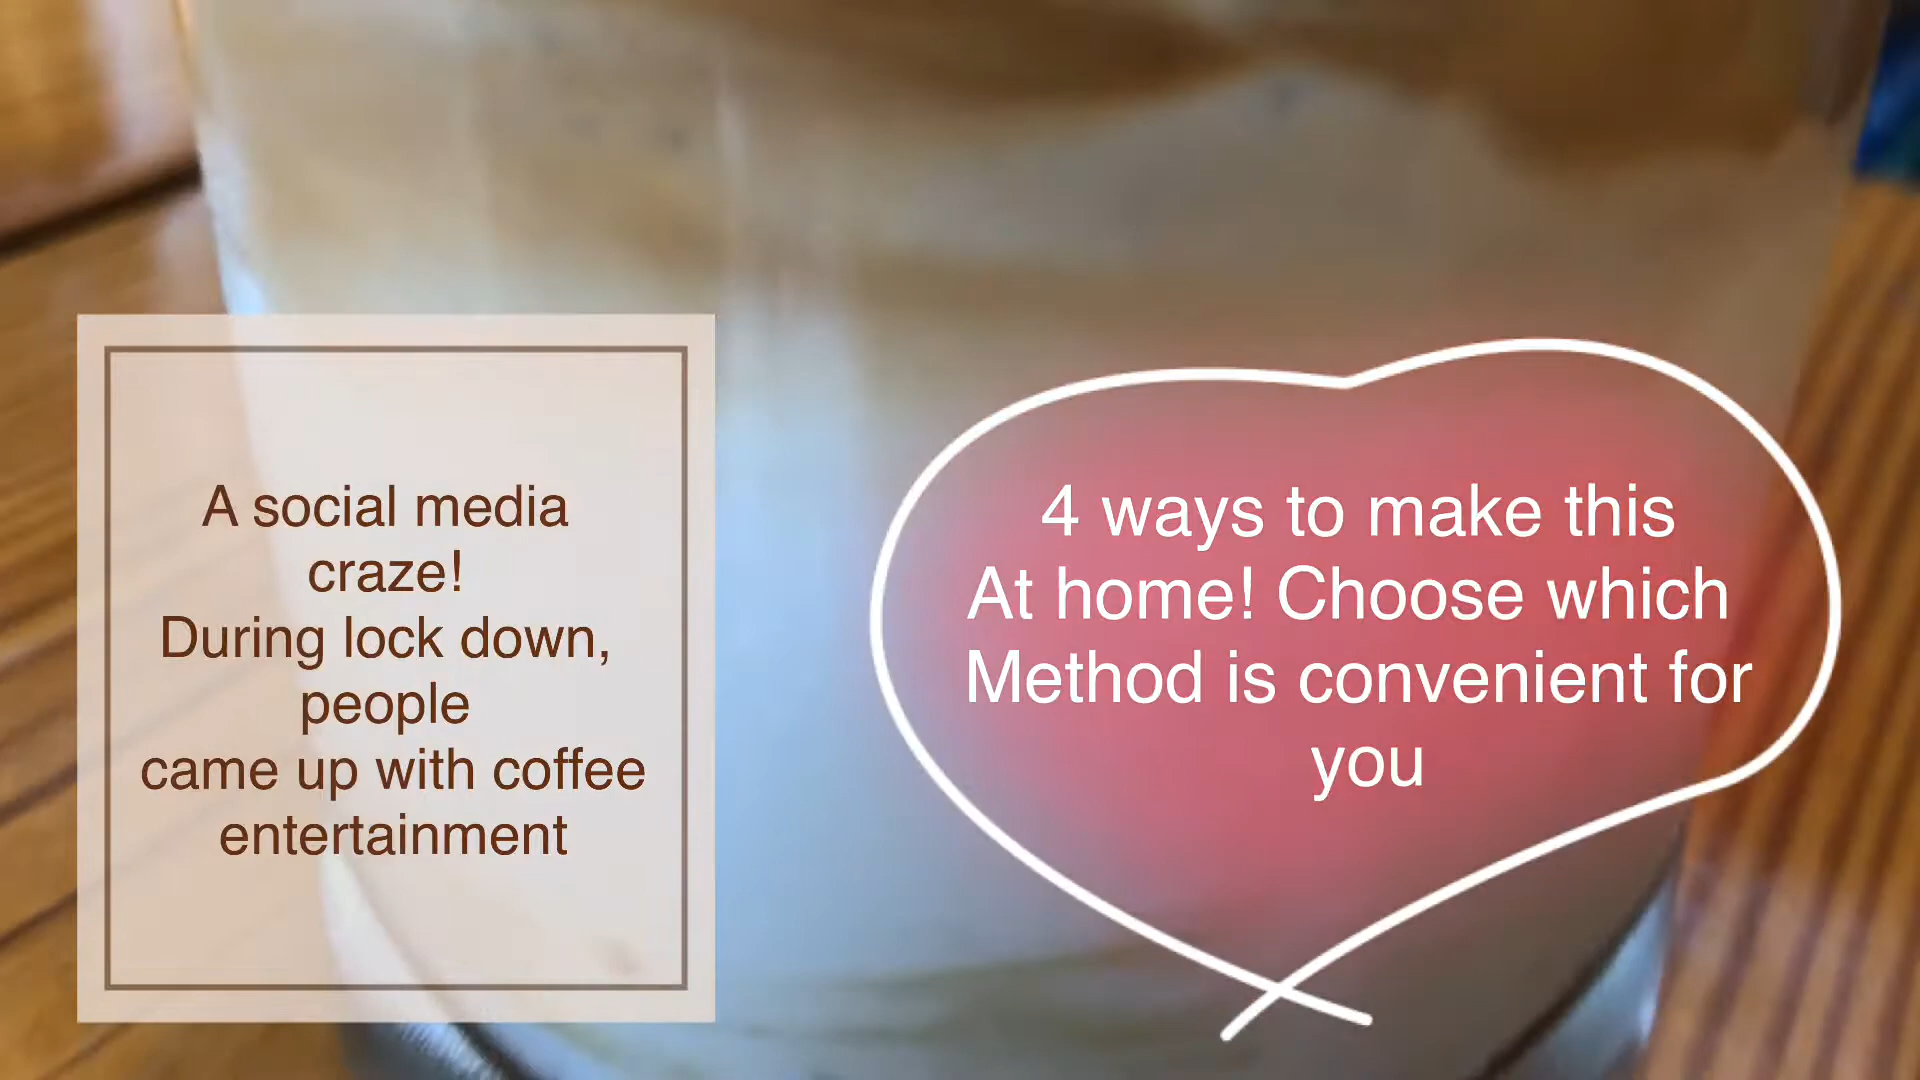 A social media
craze!
During lock down,
people
came up with coffee
entertainment
4 ways to make this
At home! Choose which
Method is convenient for
you